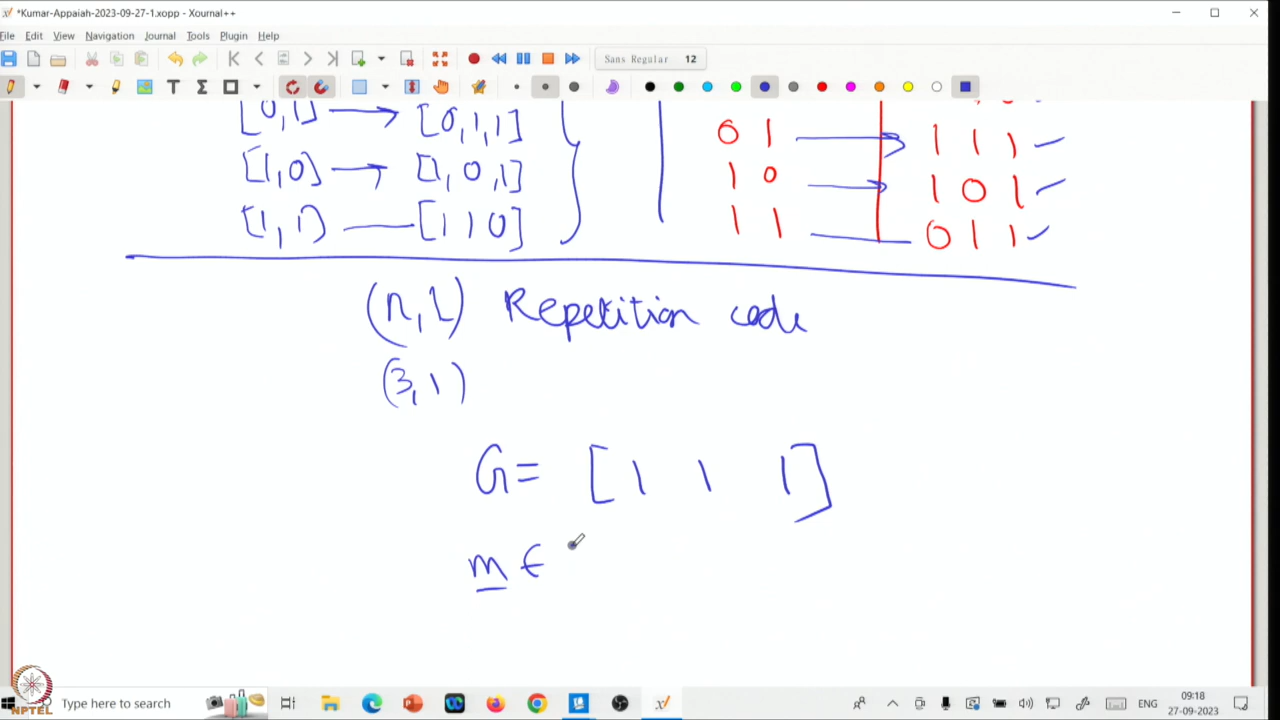 *Kumar-Appaiah-2023-09-27-1.xopp - Xournal++
File Edit View Navigation Journal Tools Plugin Help
Sans Regular 12
[0,1] → [0,1,1]
0 1 → 1 1 1
[1,0] → [1,0,1]
1 0 → 1 0 1
[1,1) — [1 1 0]
1 1 — 0 1 1
(n,1) Repetition code
(3,1)
G= [1 1 1]
m ∈
NPTEL
Type here to search
ENG
09:18
27-09-2023